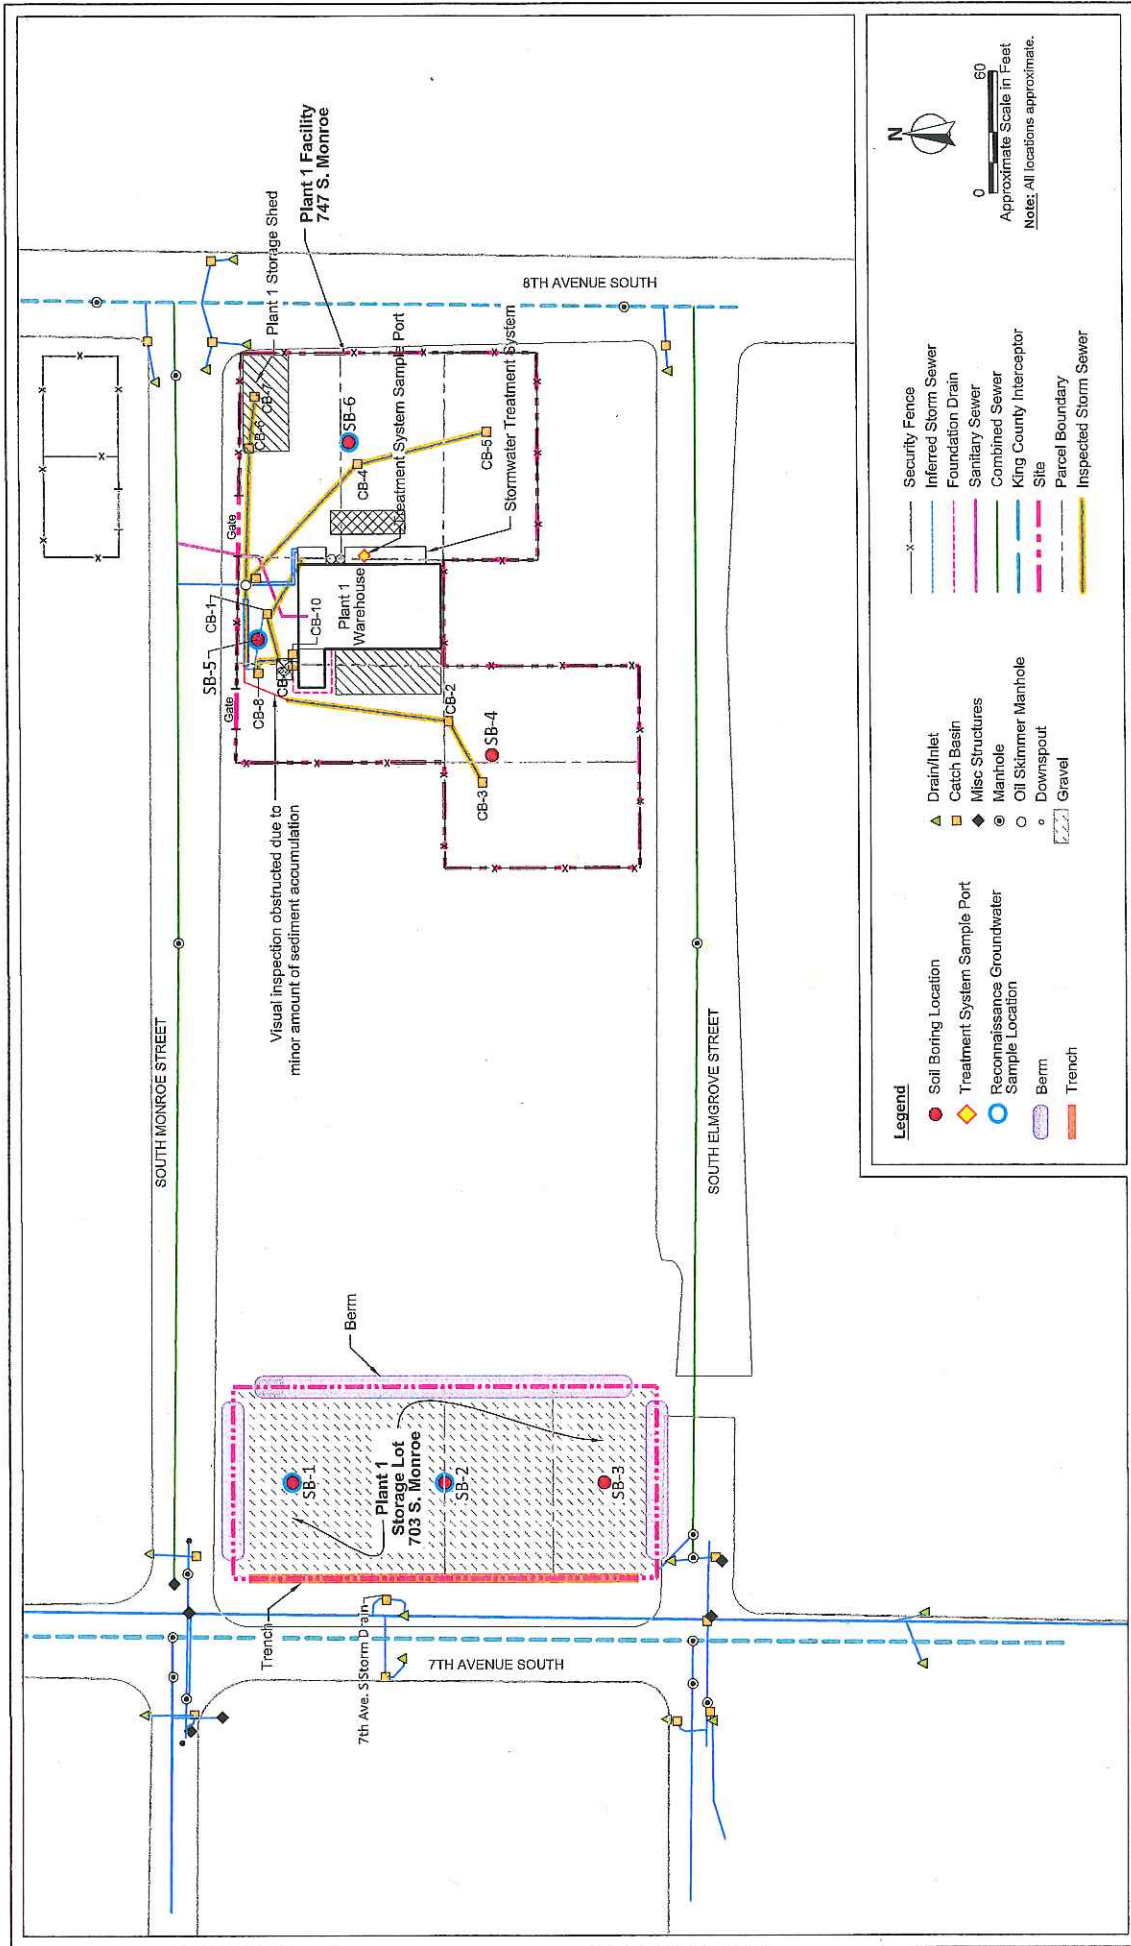 SOUTH MONROE STREET
Visual inspection obstructed due to
minor amount of sediment accumulation
Gate
Gate
SB-5
CB-1
CB-8
CB-10
CB-6
CB-7
Plant 1 Storage Shed
Plant 1 Facility
747 S. Monroe
SB-6
CB-4
CB-5
Treatment System Sample Port
Stormwater Treatment System
Plant 1
Warehouse
CB-2
CB-3
SB-4
8TH AVENUE SOUTH
SOUTH ELMGROVE STREET
Berm
SB-1
Plant 1
Storage Lot
703 S. Monroe
SB-2
SB-3
Trench
7th Ave. S Storm Drain
7TH AVENUE SOUTH
Legend
Soil Boring Location
Treatment System Sample Port
Reconnaissance Groundwater
Sample Location
Berm
Trench
Drain/Inlet
Catch Basin
Misc Structures
Manhole
Oil Skimmer Manhole
Downspout
Gravel
x
Security Fence
Inferred Storm Sewer
Foundation Drain
Sanitary Sewer
Combined Sewer
King County Interceptor
Site
Parcel Boundary
Inspected Storm Sewer
N
0 60
Approximate Scale in Feet
Note: All locations approximate.